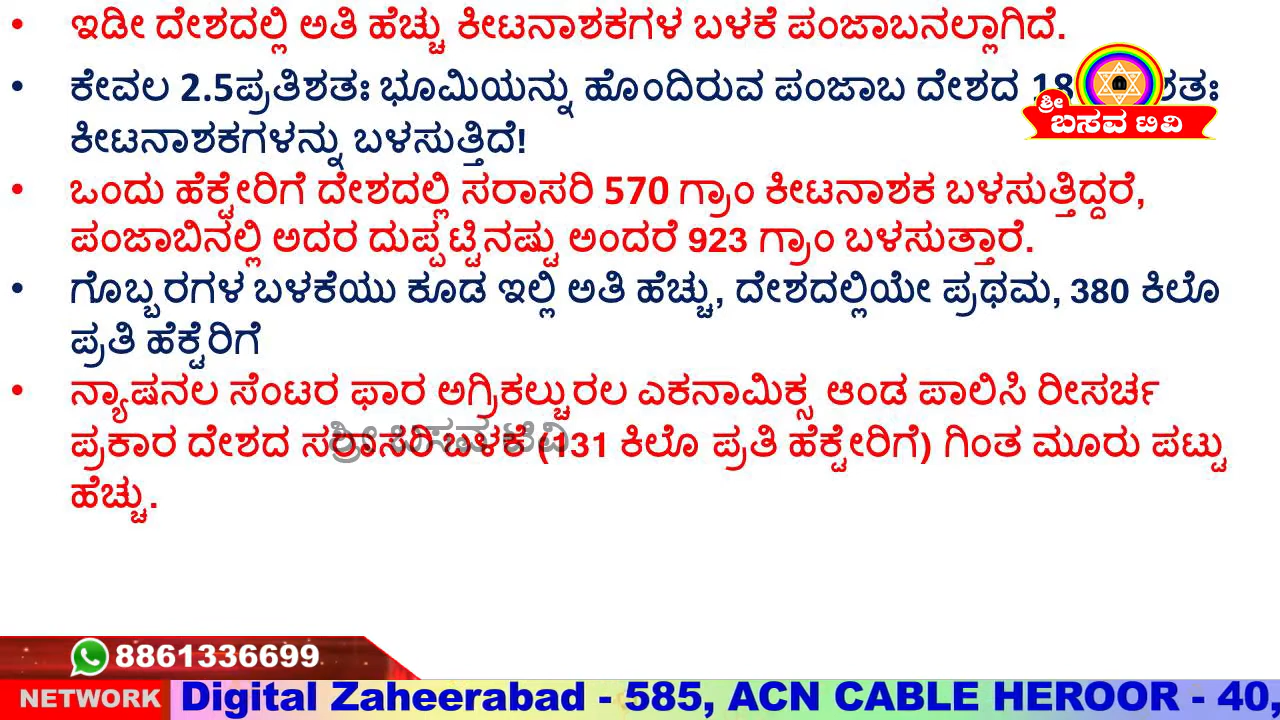 • ಇಡೀ ದೇಶದಲ್ಲಿ ಅತಿ ಹೆಚ್ಚು ಕೀಟನಾಶಕಗಳ ಬಳಕೆ ಪಂಜಾಬನಲ್ಲಾಗಿದೆ.
• ಕೇವಲ 2.5ಪ್ರತಿಶತಃ ಭೂಮಿಯನ್ನು ಹೊಂದಿರುವ ಪಂಜಾಬ ದೇಶದ 18 ಶತಃ
ಶ್ರೀ
ಬಸವ ಟಿವಿ
ಕೀಟನಾಶಕಗಳನ್ನು ಬಳಸುತ್ತಿದೆ!
• ಒಂದು ಹೆಕ್ಟೇರಿಗೆ ದೇಶದಲ್ಲಿ ಸರಾಸರಿ 570 ಗ್ರಾಂ ಕೀಟನಾಶಕ ಬಳಸುತ್ತಿದ್ದರೆ,
ಪಂಜಾಬಿನಲ್ಲಿ ಅದರ ದುಪ್ಪಟ್ಟಿನಷ್ಟು ಅಂದರೆ 923 ಗ್ರಾಂ ಬಳಸುತ್ತಾರೆ.
• ಗೊಬ್ಬರಗಳ ಬಳಕೆಯು ಕೂಡ ಇಲ್ಲಿ ಅತಿ ಹೆಚ್ಚು, ದೇಶದಲ್ಲಿಯೇ ಪ್ರಥಮ, 380 ಕಿಲೊ
ಪ್ರತಿ ಹೆಕ್ಟೆರಿಗೆ
• ನ್ಯಾಷನಲ ಸೆಂಟರ ಫಾರ ಅಗ್ರಿಕಲ್ಚುರಲ ಎಕನಾಮಿಕ್ಸ ಆಂಡ ಪಾಲಿಸಿ ರೀಸರ್ಚ
ಪ್ರಕಾರ ದೇಶದ ಸರಾಸರಿ ಬಳಕೆ (131 ಕಿಲೊ ಪ್ರತಿ ಹೆಕ್ಟೇರಿಗೆ) ಗಿಂತ ಮೂರು ಪಟ್ಟು
ಶ್ರೀ ಬಸವ ಟಿವಿ
ಹೆಚ್ಚು.
8861336699
NETWORK Digital Zaheerabad - 585, ACN CABLE HEROOR - 40,